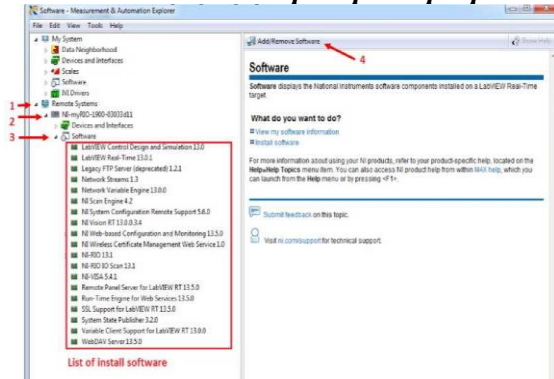 Software - Measurement & Automation Explorer
File Edit View Tools Help
My System
Data Neighborhood
Devices and Interfaces
Scales
Software
IVI Drivers
1
Remote Systems
2
NI-myRIO-1900-03033d11
Devices and Interfaces
3
Software
LabVIEW Control Design and Simulation 13.0
LabVIEW Real-Time 13.0.1
Legacy FTP Server (deprecated) 1.2.1
Network Streams 1.3
Network Variable Engine 13.0.0
NI Scan Engine 4.2
NI System Configuration Remote Support 5.6.0
NI Vision RT 13.0.0.3.4
NI Web-based Configuration and Monitoring 13.5.0
NI Wireless Certificate Management Web Service 1.0
NI-RIO 13.1
NI-RIO IO Scan 13.1
NI-VISA 5.4.1
Remote Panel Server for LabVIEW RT 13.5.0
Run-Time Engine for Web Services 13.5.0
SSL Support for LabVIEW RT 13.5.0
System State Publisher 3.2.0
Variable Client Support for LabVIEW RT 13.0.0
WebDAV Server 13.5.0
List of install software
Add/Remove Software
Show Help
4
Software
Software displays the National Instruments software components installed on a LabVIEW Real-Time
target.
What do you want to do?
View my software information
Install software
For more information about using your NI products, refer to your product-specific help, located on the
Help»Help Topics menu item. You can also access NI product help from within MAX help, which you
can launch from the Help menu or by pressing <F1>.
Submit feedback on this topic.
Visit ni.com/support for technical support.